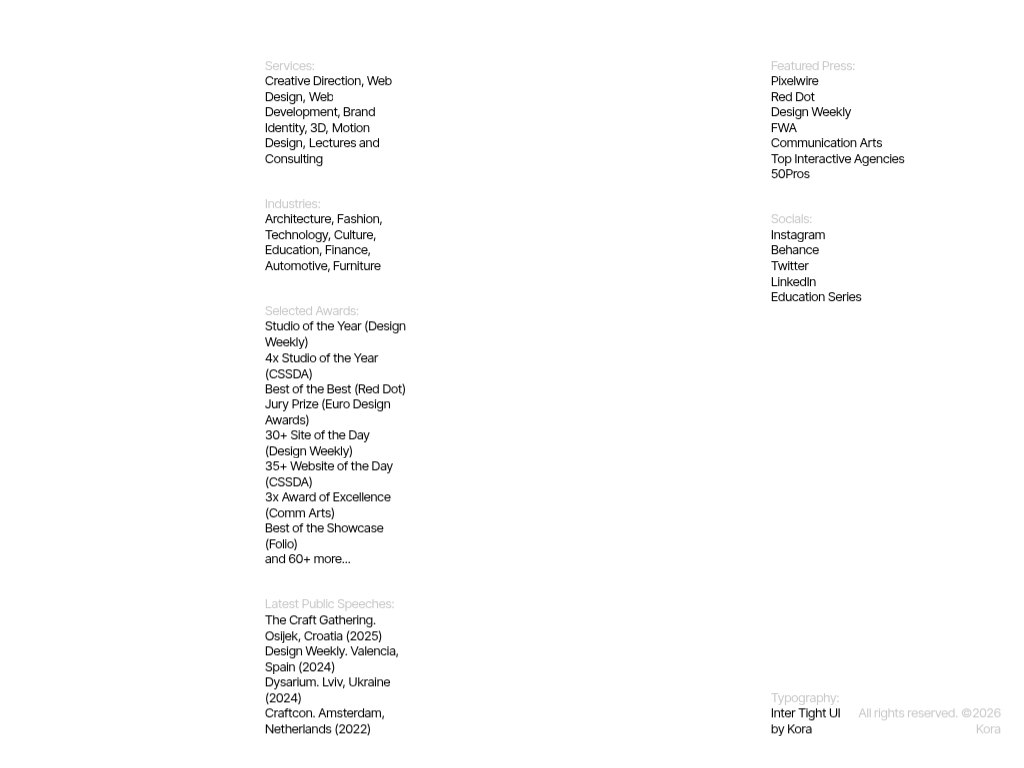 Services:
Creative Direction, Web
Design, Web
Development, Brand
Identity, 3D, Motion
Design, Lectures and
Consulting
Industries:
Architecture, Fashion,
Technology, Culture,
Education, Finance,
Automotive, Furniture
Selected Awards:
Studio of the Year (Design
Weekly)
4x Studio of the Year
(CSSDA)
Best of the Best (Red Dot)
Jury Prize (Euro Design
Awards)
30+ Site of the Day
(Design Weekly)
35+ Website of the Day
(CSSDA)
3x Award of Excellence
(Comm Arts)
Best of the Showcase
(Folio)
and 60+ more...
Latest Public Speeches:
The Craft Gathering.
Osijek, Croatia (2025)
Design Weekly. Valencia,
Spain (2024)
Dysarium. Lviv, Ukraine
(2024)
Craftcon. Amsterdam,
Netherlands (2022)
Featured Press:
Pixelwire
Red Dot
Design Weekly
FWA
Communication Arts
Top Interactive Agencies
50Pros
Socials:
Instagram
Behance
Twitter
LinkedIn
Education Series
Typography:
Inter Tight UI
by Kora
All rights reserved. ©2026
Kora